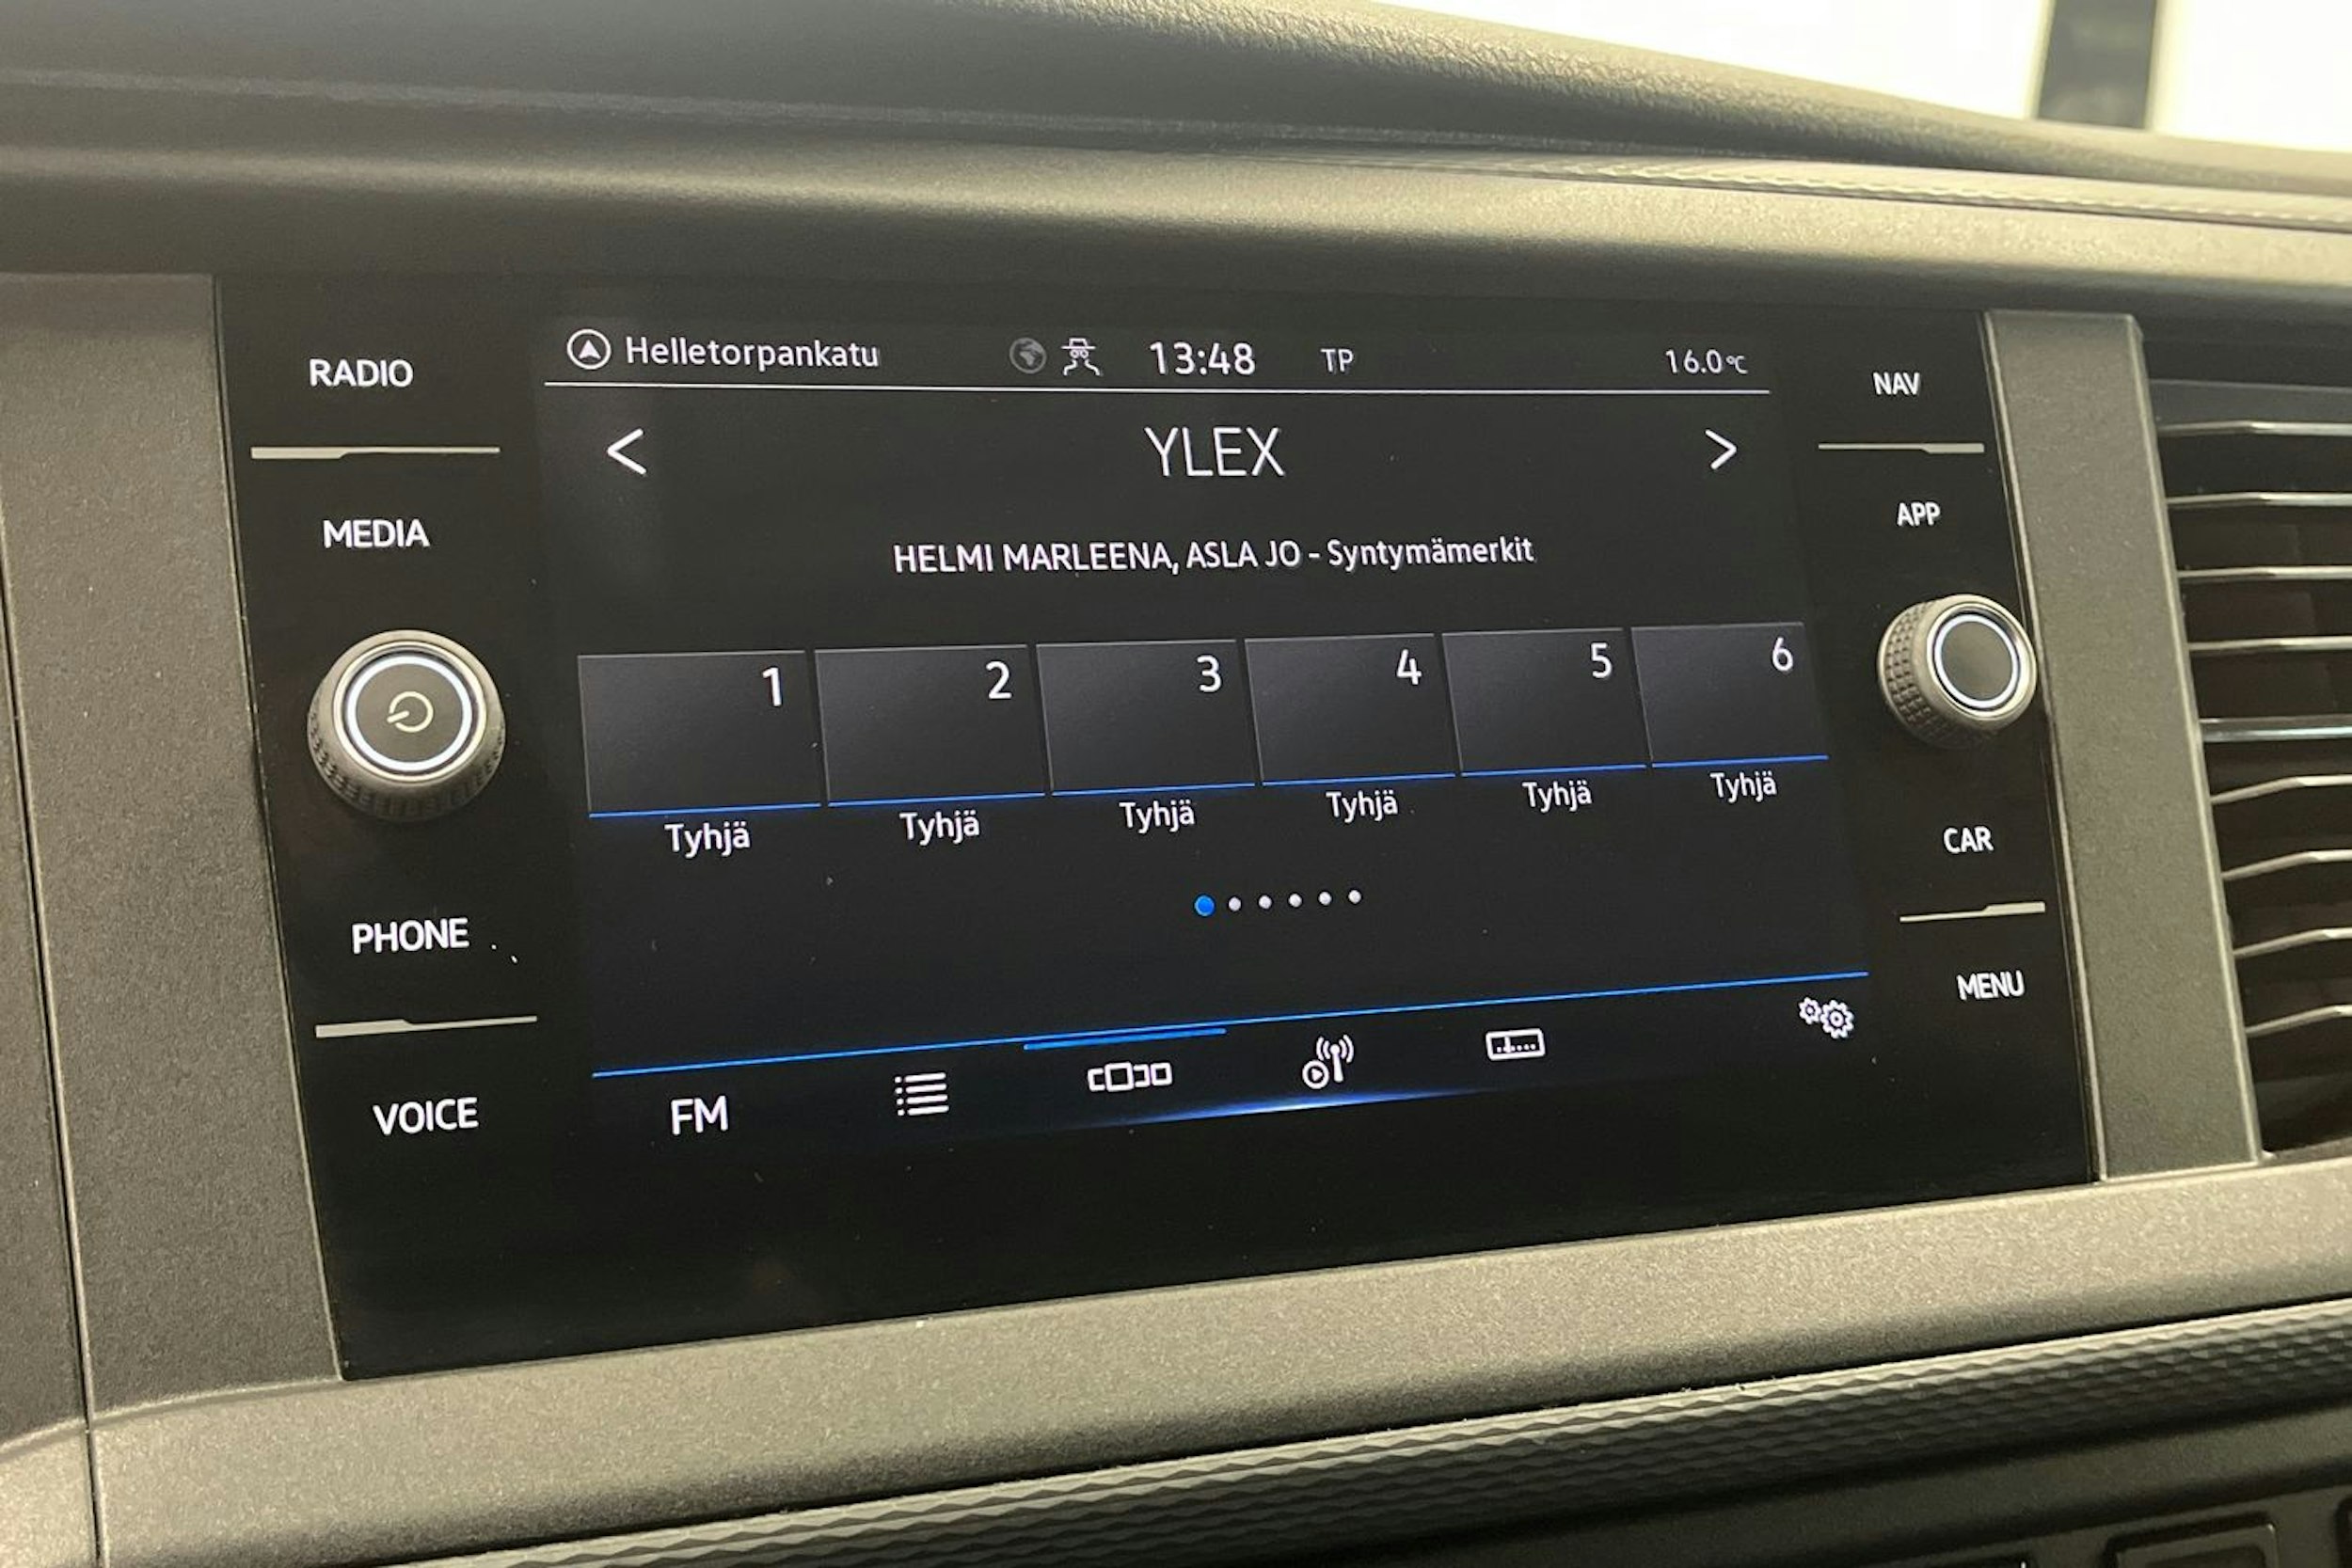 RADIO
MEDIA
PHONE
VOICE
Helletorpankatu 13:48 TP 16.0°C
< YLEX >
HELMI MARLEENA, ASLA JO - Syntymämerkit
1 2 3 4 5 6
Tyhjä Tyhjä Tyhjä Tyhjä Tyhjä Tyhjä
FM
NAV
APP
CAR
MENU